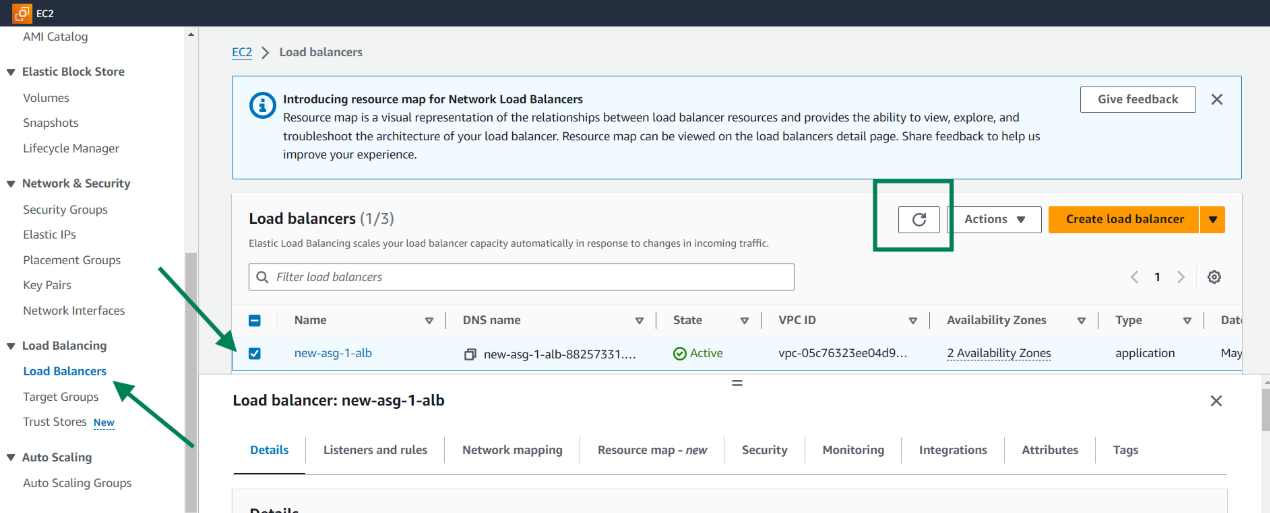 EC2
AMI Catalog
Elastic Block Store
Volumes
Snapshots
Lifecycle Manager
Network & Security
Security Groups
Elastic IPs
Placement Groups
Key Pairs
Network Interfaces
Load Balancing
Load Balancers
Target Groups
Trust Stores New
Auto Scaling
Auto Scaling Groups
EC2 > Load balancers
Introducing resource map for Network Load Balancers
Resource map is a visual representation of the relationships between load balancer resources and provides the ability to view, explore, and
troubleshoot the architecture of your load balancer. Resource map can be viewed on the load balancers detail page. Share feedback to help us
improve your experience.
Give feedback
Load balancers (1/3)
Actions
Create load balancer
Elastic Load Balancing scales your load balancer capacity automatically in response to changes in incoming traffic.
Filter load balancers
1
Name DNS name State VPC ID Availability Zones Type Date
new-asg-1-alb new-asg-1-alb-88257331.... Active vpc-05c76323ee04d9... 2 Availability Zones application May
Load balancer: new-asg-1-alb
Details Listeners and rules Network mapping Resource map - new Security Monitoring Integrations Attributes Tags
Details